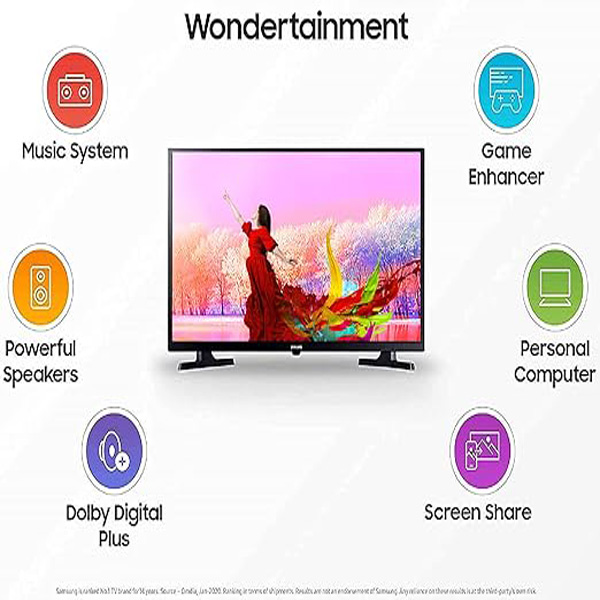 Wondertainment
Music System
Game
Enhancer
Powerful
Speakers
Personal
Computer
Dolby Digital
Plus
Screen Share
Samsung is ranked No.1 TV brand for 14 years. Source - Omdia, Jan-2020. Ranking in terms of shipments. Results are not an endorsement of Samsung. Any reliance on these results is at the third-party's own risk.